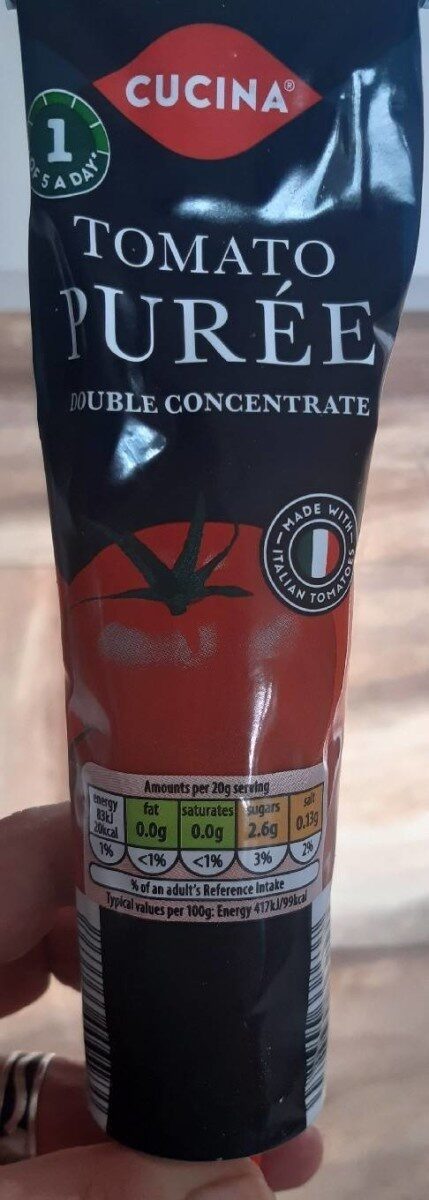 CUCINA®
1
OF 5 A DAY*
TOMATO
PURÉE
DOUBLE CONCENTRATE
MADE WITH
ITALIAN TOMATOES
Amounts per 20g serving
energy 83kJ 20kcal 1%
fat 0.0g <1%
saturates 0.0g <1%
sugars 2.6g 3%
salt 0.13g 2%
% of an adult's Reference Intake
Typical values per 100g: Energy 417kJ/99kcal